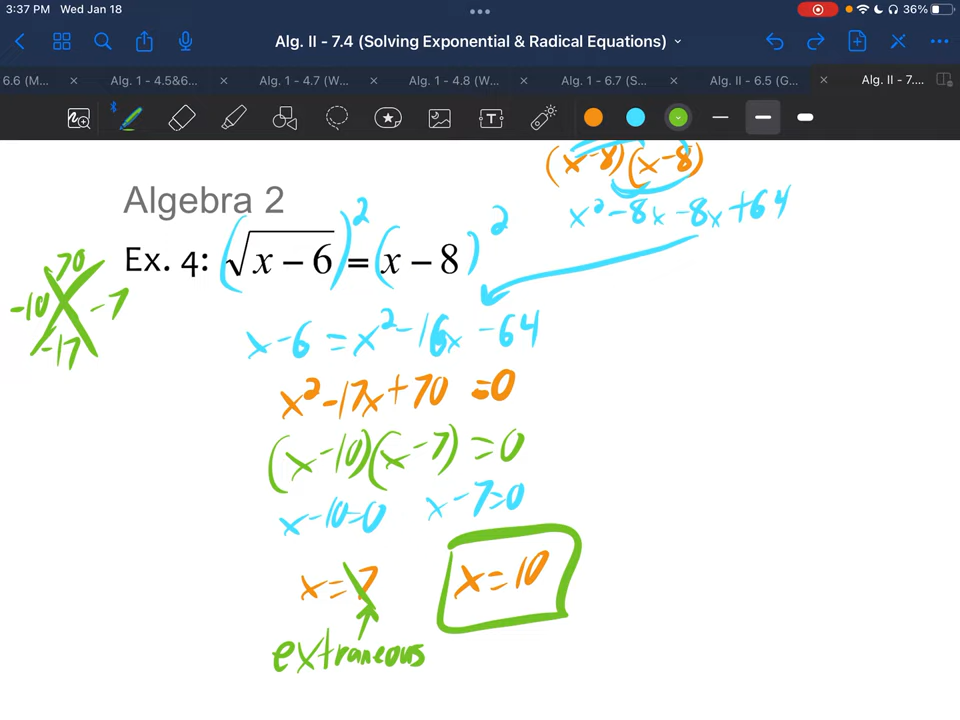 3:37 PM Wed Jan 18 36%
Alg. II - 7.4 (Solving Exponential & Radical Equations)
6.6 (M... Alg. 1 - 4.5&6... Alg. 1 - 4.7 (W... Alg. 1 - 4.8 (W... Alg. 1 - 6.7 (S... Alg. II - 6.5 (G... Alg. II - 7....
(x-8)(x-8)
Algebra 2
x²-8x-8x+64
Ex. 4: (√(x − 6))² = (x − 8)²
70
-10 -7
-17
x-6=x²-16x-64
x²-17x+70=0
(x-10)(x-7)=0
x-10=0 x-7=0
x=7 x=10
extraneous